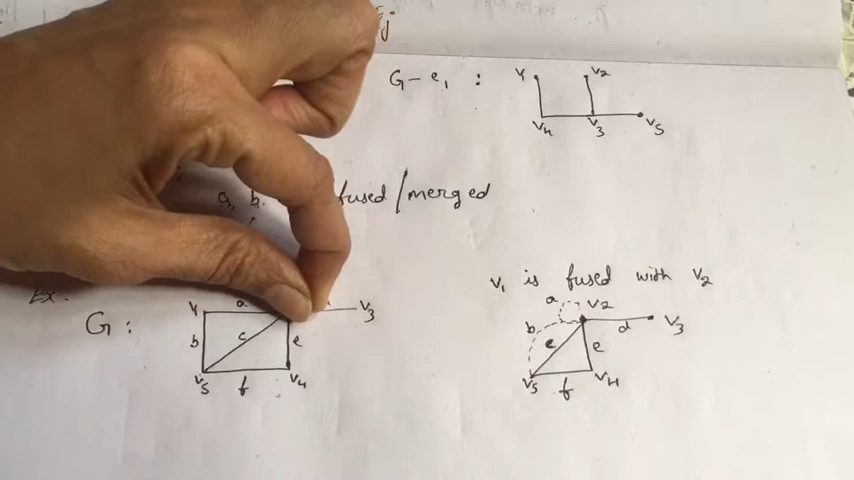 G - e₁ :
v₁ v₂
v₄ v₃ v₅
a, b fused/merged
Ex.
v₁ is fused with v₂
G:
v₁ a v₃
b c e
v₅ f v₄
a v₂ v₃
b d
c e
v₅ f v₄